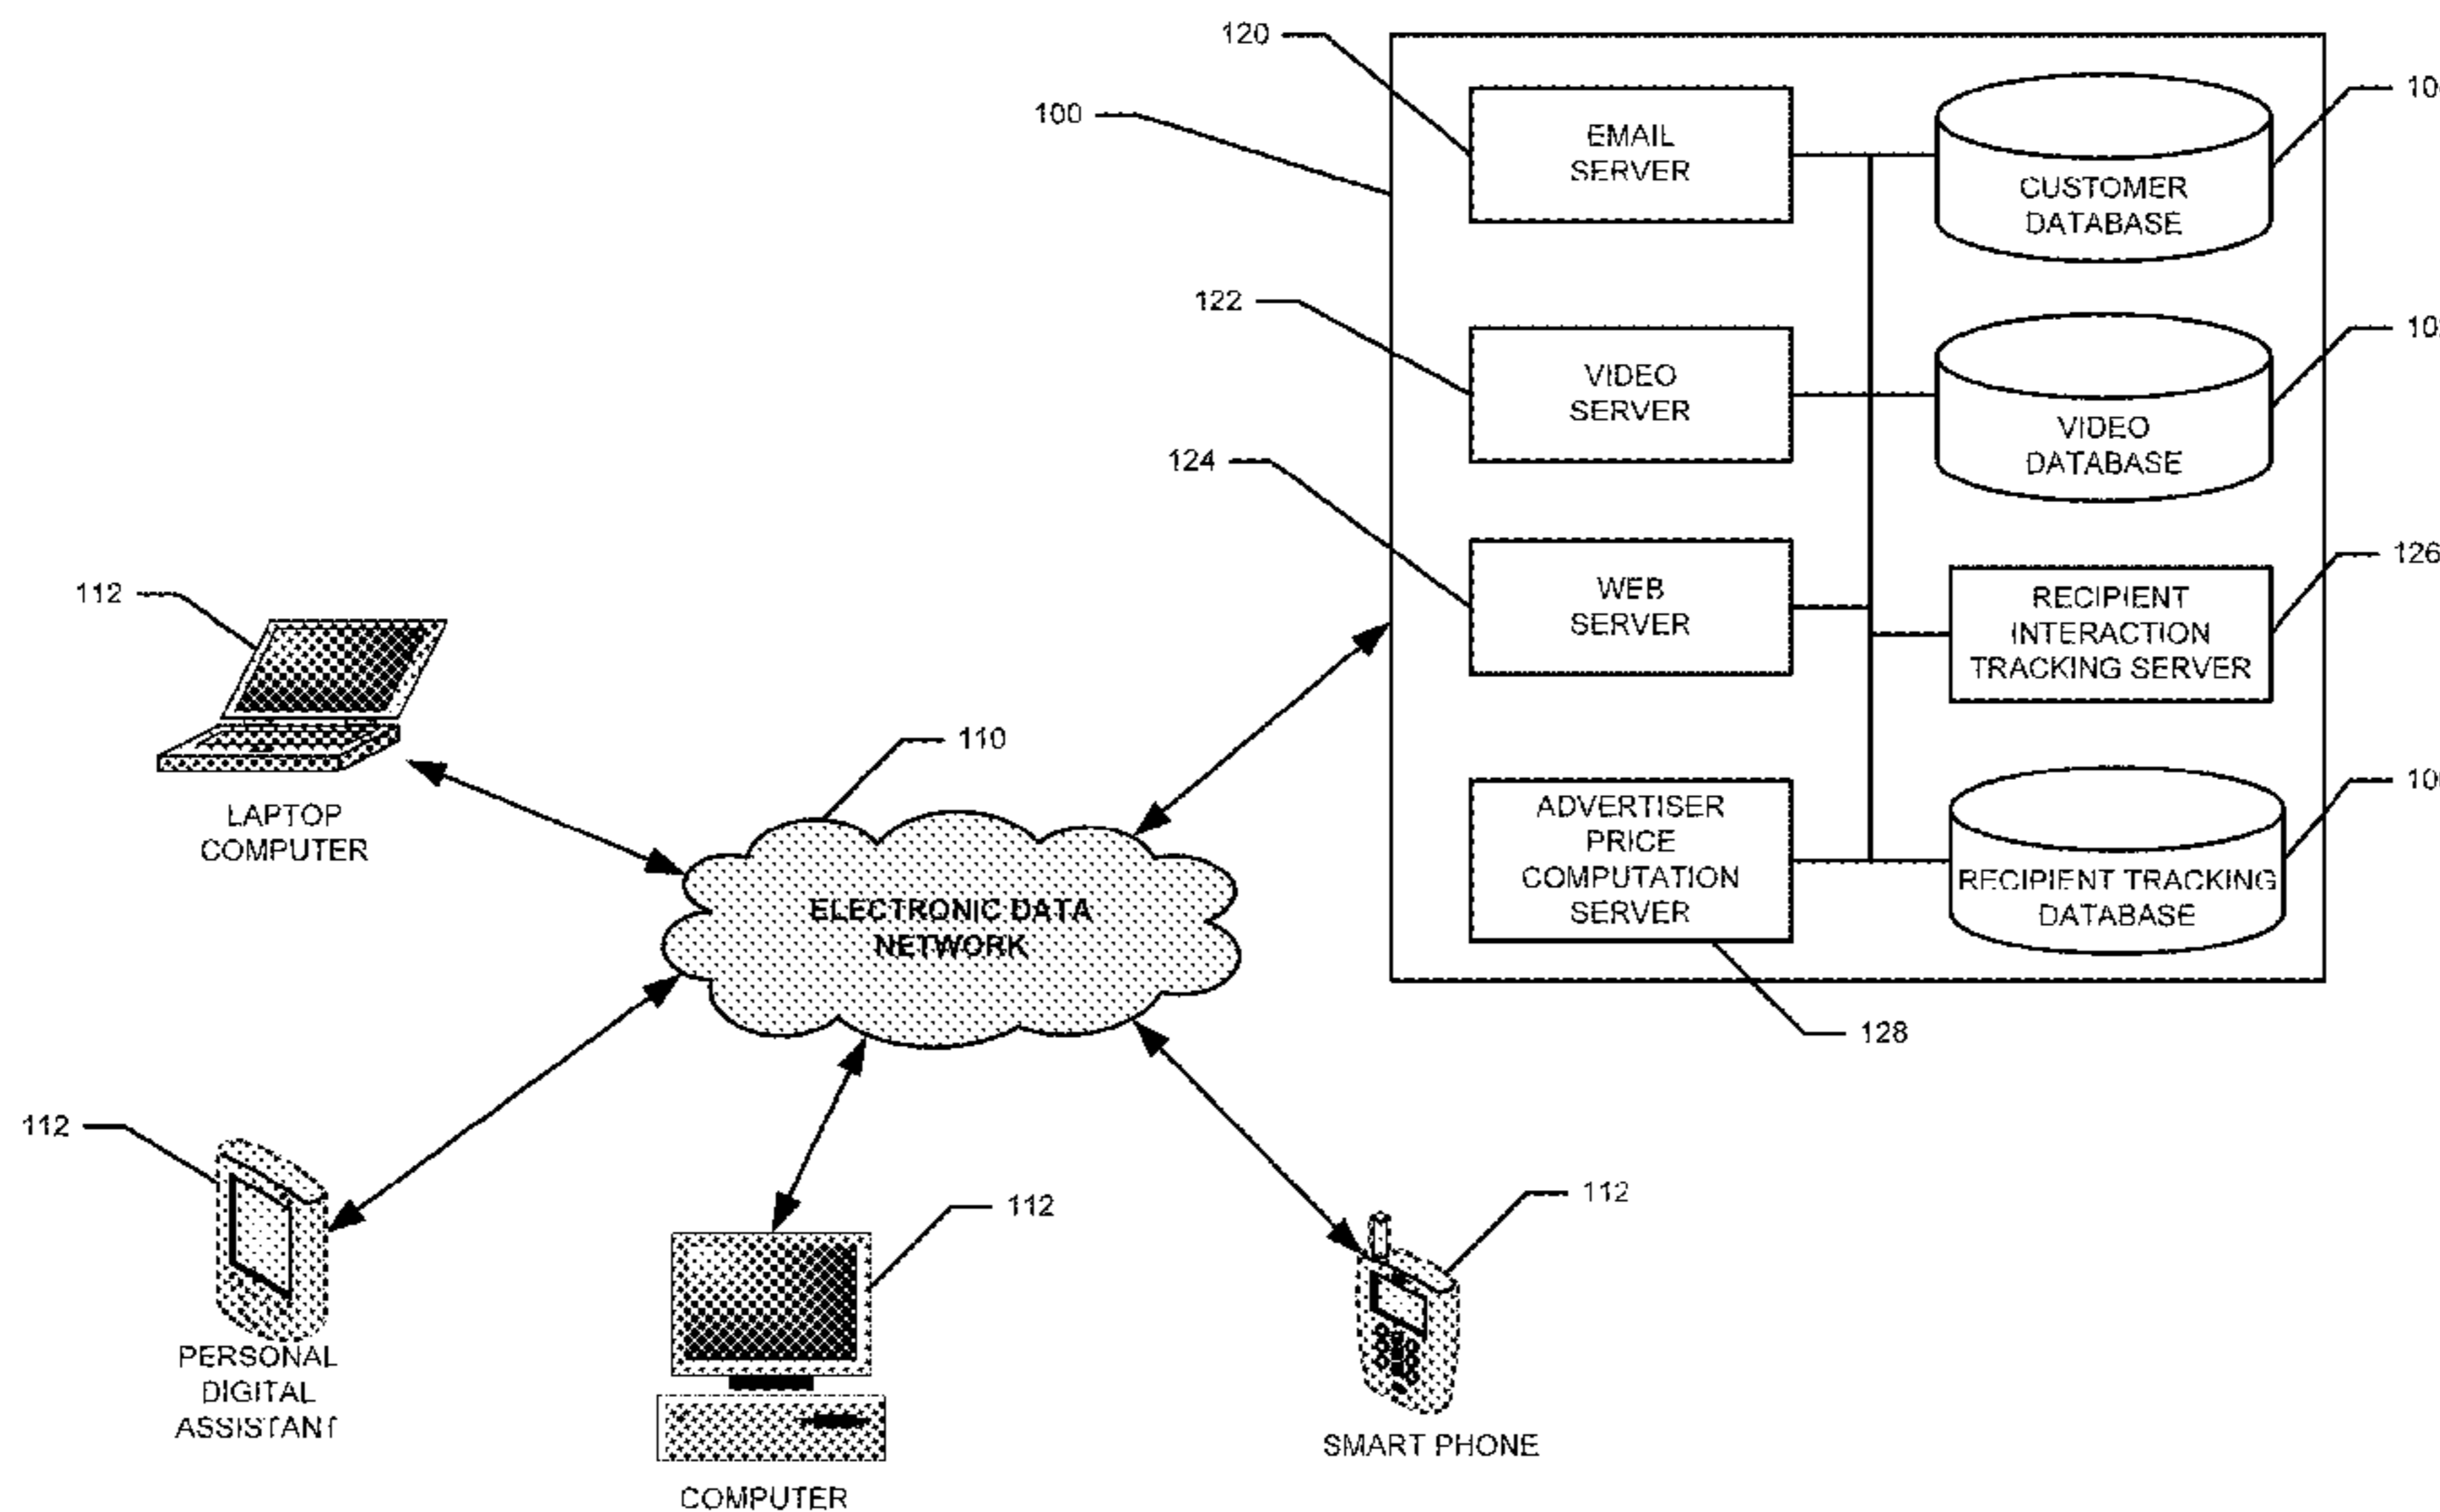 120
100
EMAIL
SERVER
CUSTOMER
DATABASE
122
VIDEO
SERVER
VIDEO
DATABASE
124
WEB
SERVER
RECIPIENT
INTERACTION
TRACKING SERVER
126
112
LAPTOP
COMPUTER
110
ELECTRONIC DATA
NETWORK
ADVERTISER
PRICE
COMPUTATION
SERVER
RECIPIENT TRACKING
DATABASE
128
112
PERSONAL
DIGITAL
ASSISTANT
112
COMPUTER
112
SMART PHONE